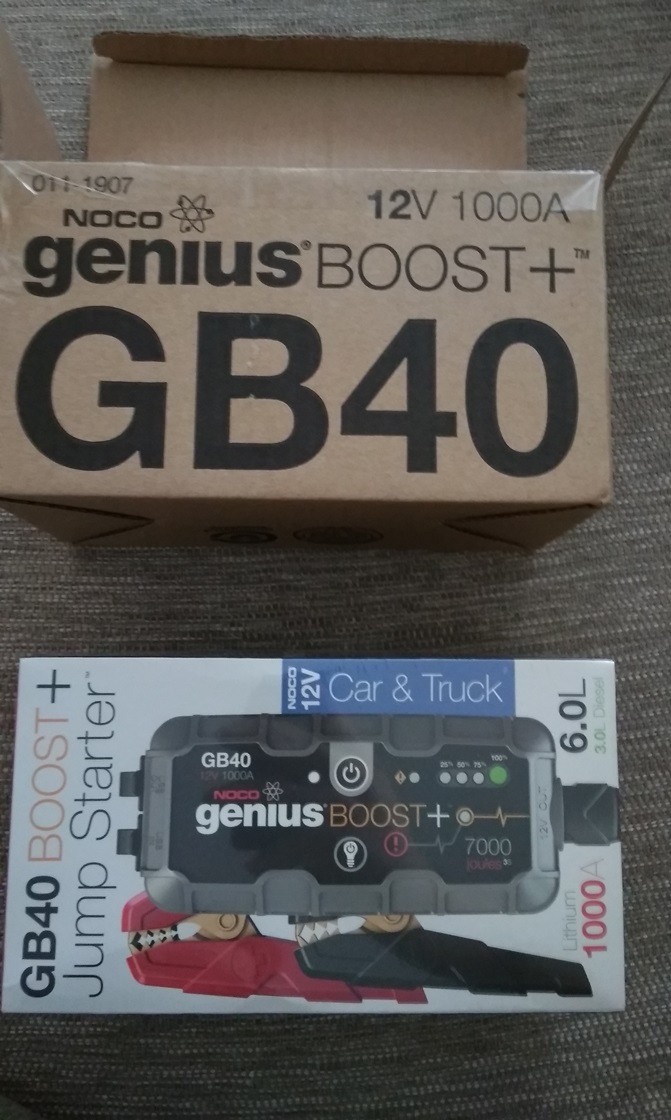 011-1907
NOCO
12V 1000A
genius® BOOST+™
GB40
GB40 BOOST+
Jump Starter™
NOCO
12V
Car & Truck
6.0L
3.0L Diesel
GB40
12V 1000A
25% 50% 75% 100%
NOCO
genius BOOST+
7000
joules³ˢ
12V OUT
Lithium
1000A